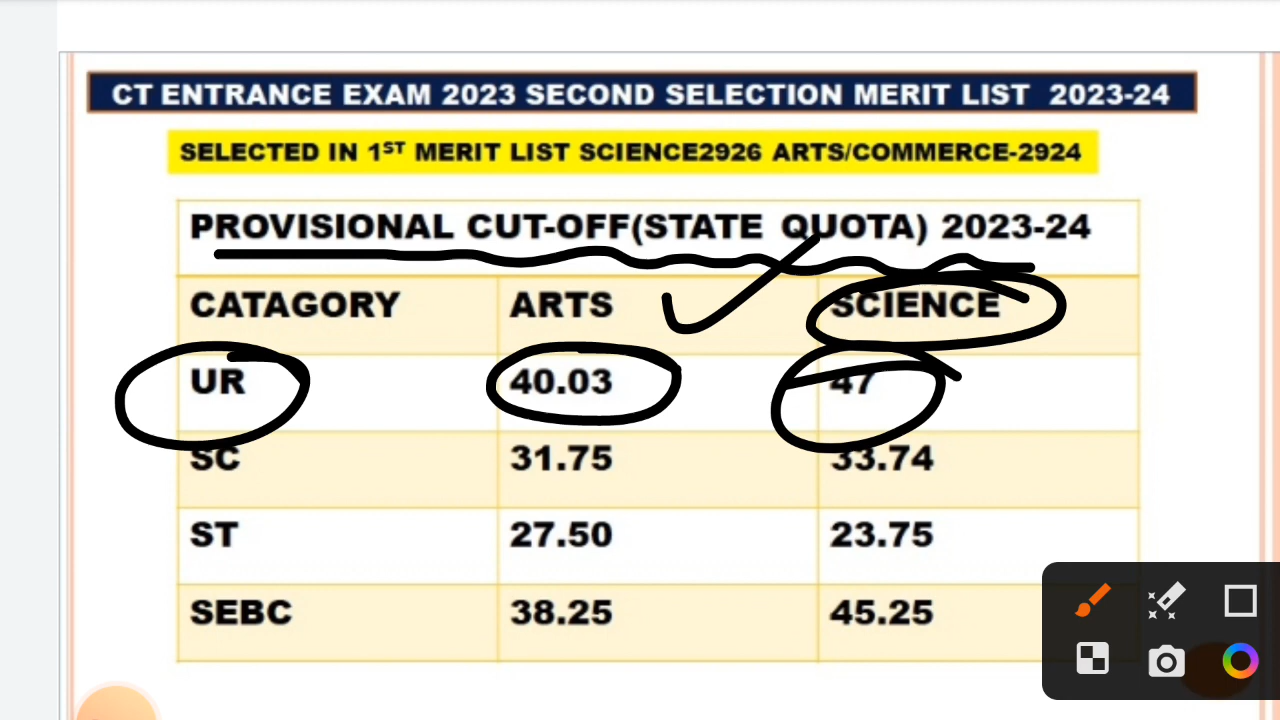 CT ENTRANCE EXAM 2023 SECOND SELECTION MERIT LIST 2023-24
SELECTED IN 1ST MERIT LIST SCIENCE2926 ARTS/COMMERCE-2924
PROVISIONAL CUT-OFF(STATE QUOTA) 2023-24
CATAGORY ARTS SCIENCE
UR 40.03 47
SC 31.75 33.74
ST 27.50 23.75
SEBC 38.25 45.25